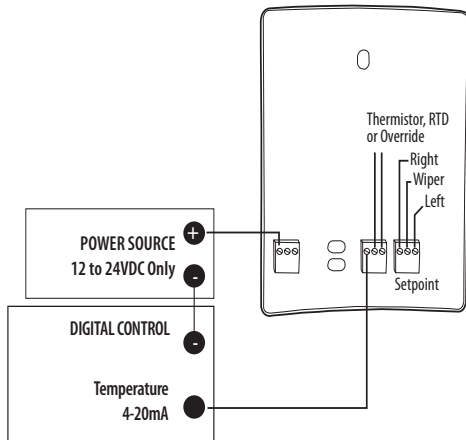 Thermistor, RTD
or Override
Right
Wiper
Left
Setpoint
+
POWER SOURCE
12 to 24VDC Only
-
DIGITAL CONTROL
-
Temperature
4-20mA